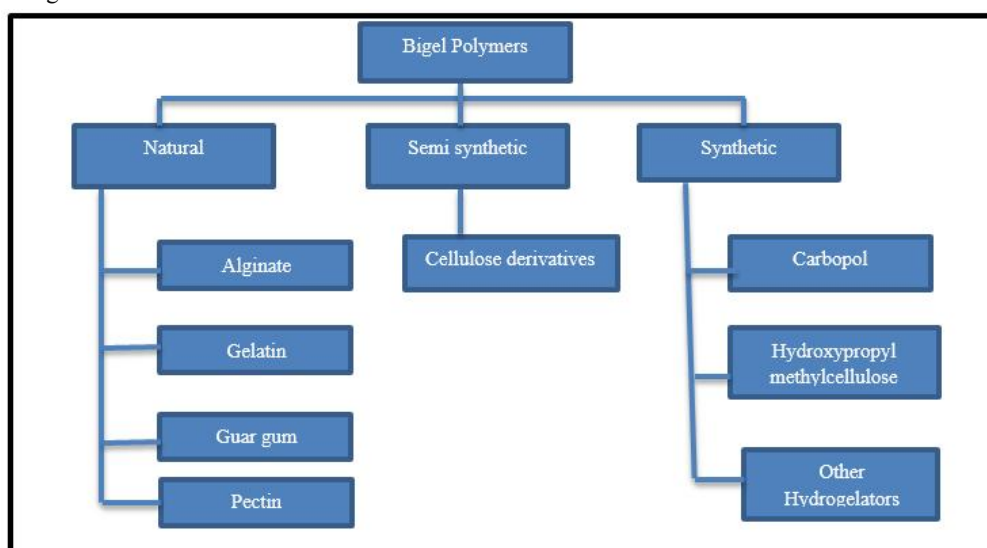 Bigel Polymers
Natural
Semi synthetic
Synthetic
Alginate
Gelatin
Guar gum
Pectin
Cellulose derivatives
Carbopol
Hydroxypropyl
methylcellulose
Other
Hydrogelators